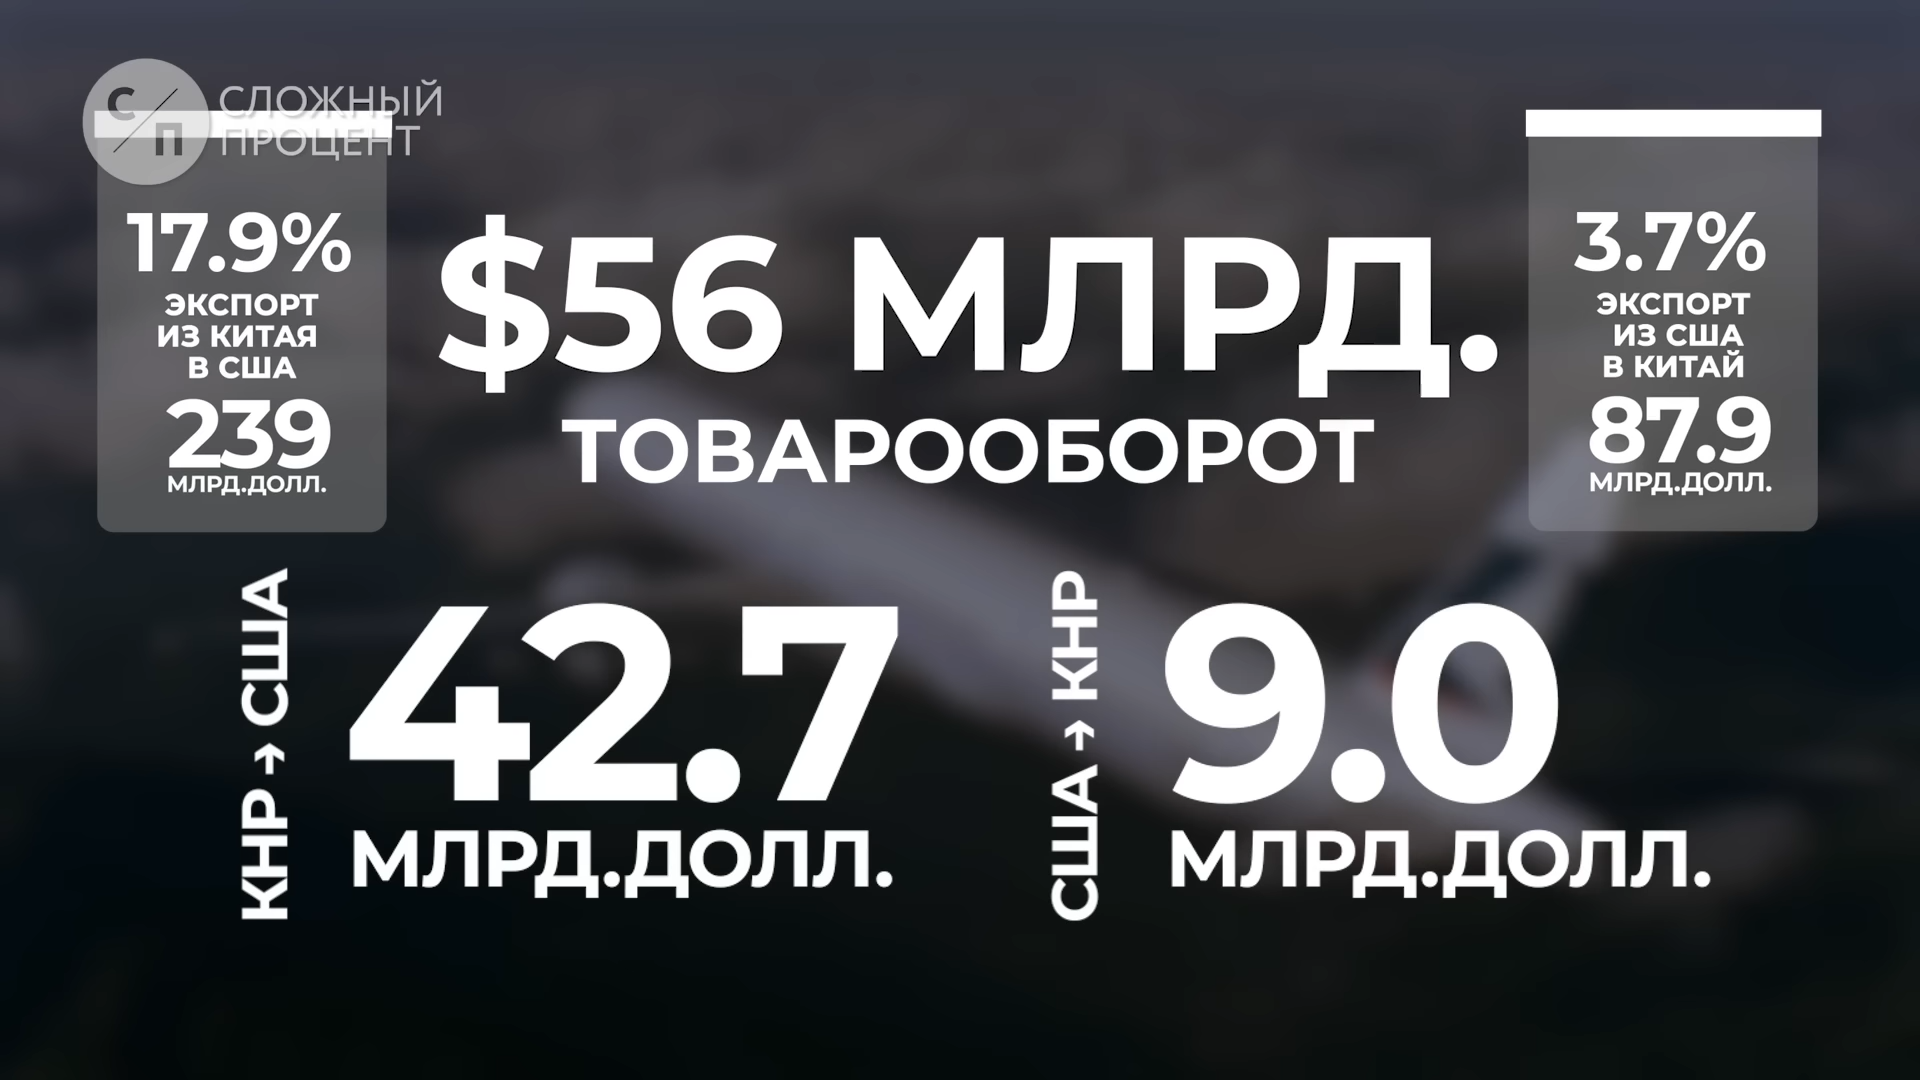 С/П СЛОЖНЫЙ
ПРОЦЕНТ
17.9%
ЭКСПОРТ
ИЗ КИТАЯ
В США
239
МЛРД.ДОЛЛ.
$56 МЛРД.
ТОВАРООБОРОТ
3.7%
ЭКСПОРТ
ИЗ США
В КИТАЙ
87.9
МЛРД.ДОЛЛ.
КНР → США
42.7
МЛРД.ДОЛЛ.
США → КНР
9.0
МЛРД.ДОЛЛ.